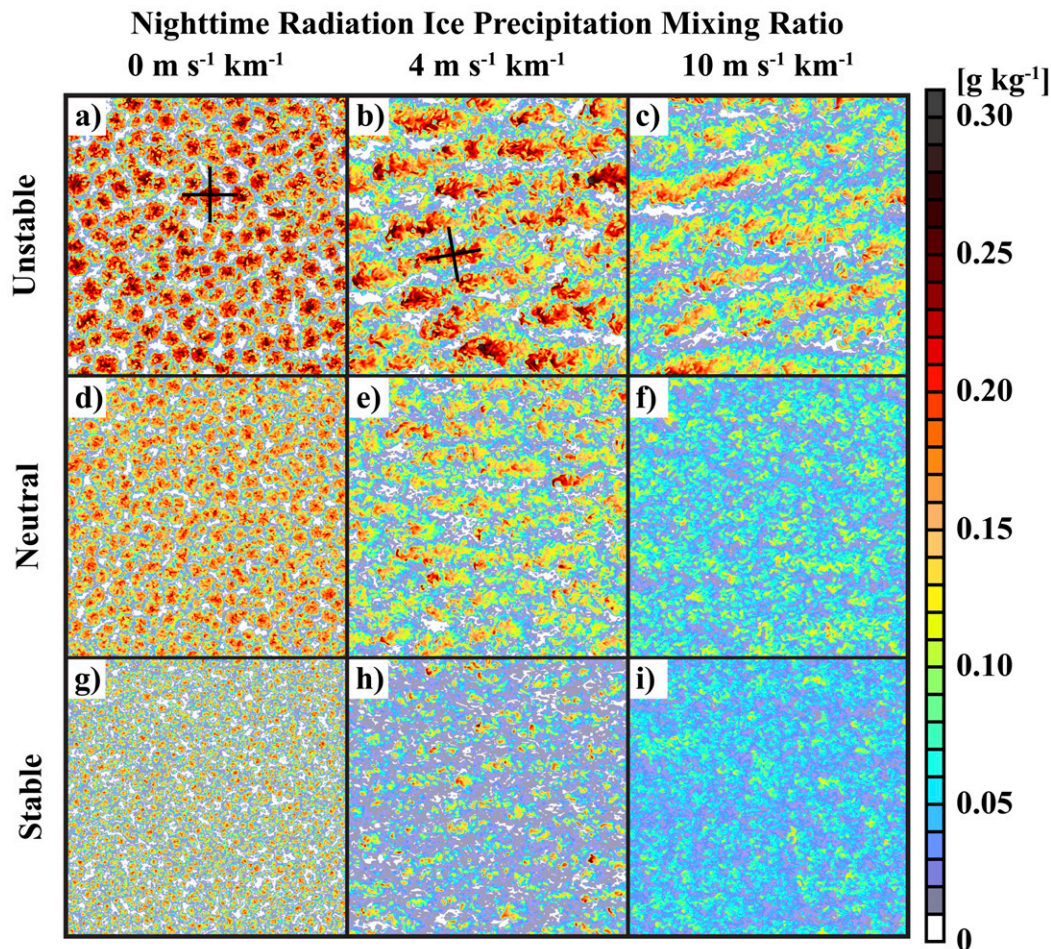 Nighttime Radiation Ice Precipitation Mixing Ratio
0 m s⁻¹ km⁻¹ 4 m s⁻¹ km⁻¹ 10 m s⁻¹ km⁻¹
[g kg⁻¹]
a) b) c)
Unstable
d) e) f)
Neutral
g) h) i)
Stable
0.30
0.25
0.20
0.15
0.10
0.05
0